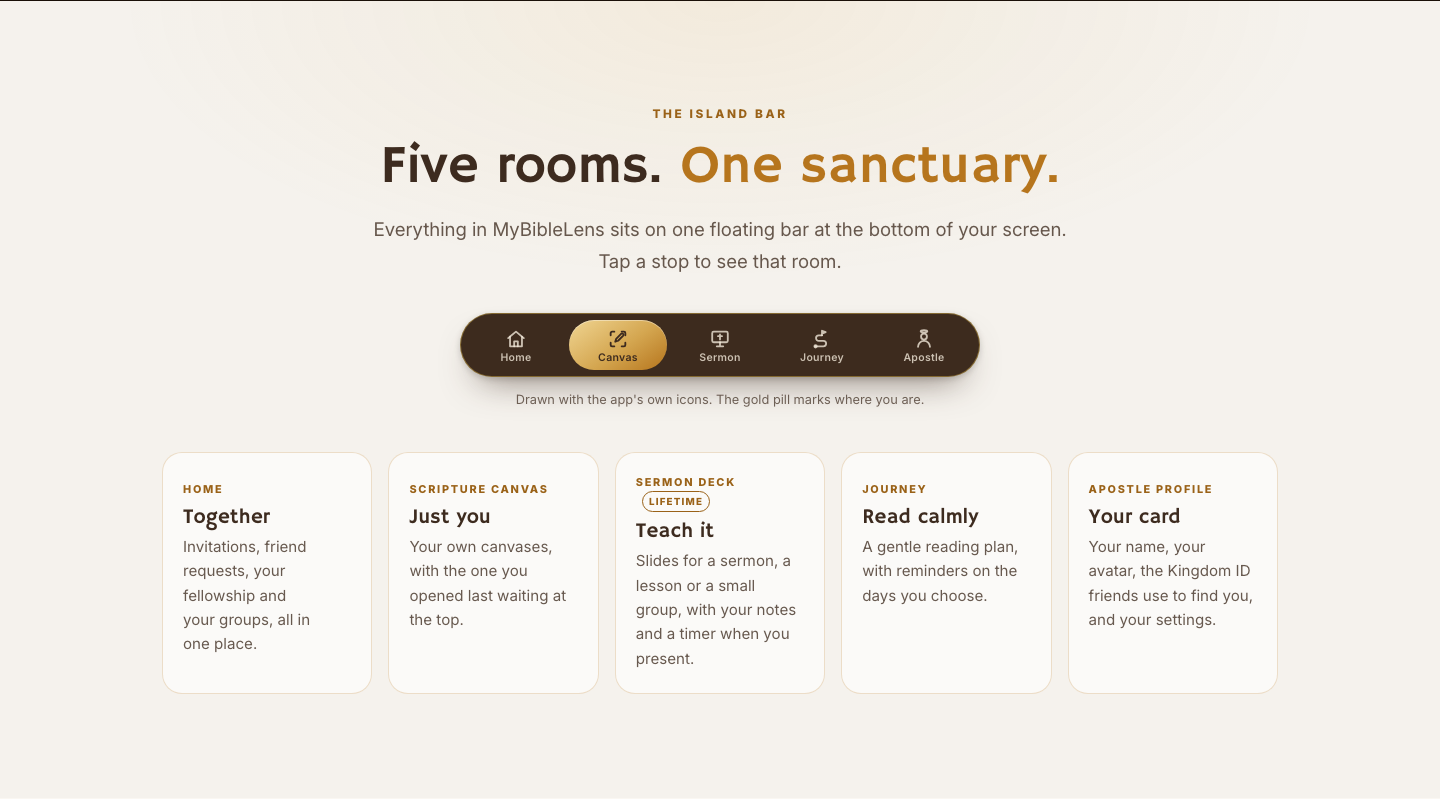 THE ISLAND BAR
Five rooms. One sanctuary.
Everything in MyBibleLens sits on one floating bar at the bottom of your screen.
Tap a stop to see that room.
Home
Canvas
Sermon
Journey
Apostle
Drawn with the app's own icons. The gold pill marks where you are.
HOME
Together
Invitations, friend
requests, your
fellowship and
your groups, all in
one place.
SCRIPTURE CANVAS
Just you
Your own canvases,
with the one you
opened last waiting at
the top.
SERMON DECK
LIFETIME
Teach it
Slides for a sermon, a
lesson or a small
group, with your notes
and a timer when you
present.
JOURNEY
Read calmly
A gentle reading plan,
with reminders on the
days you choose.
APOSTLE PROFILE
Your card
Your name, your
avatar, the Kingdom ID
friends use to find you,
and your settings.